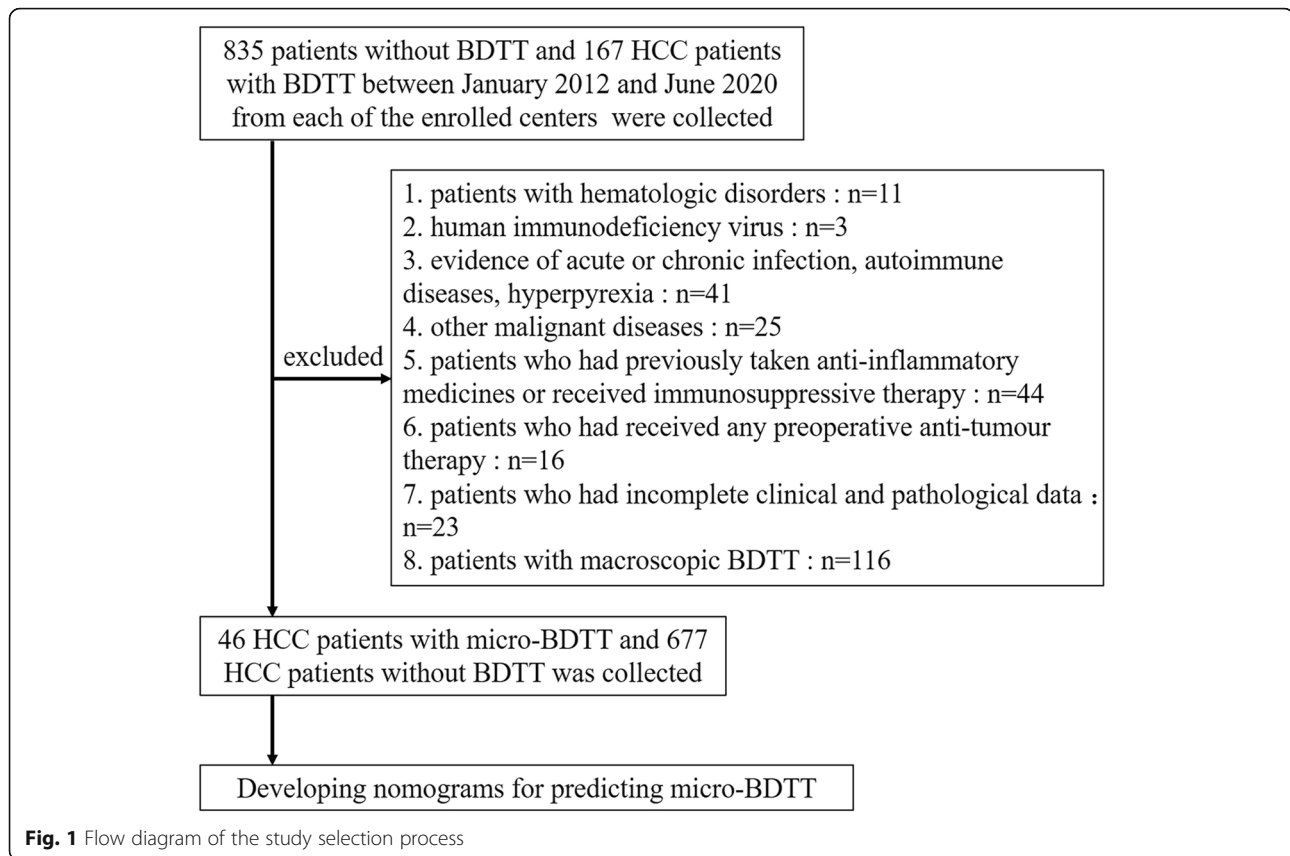 835 patients without BDTT and 167 HCC patients
with BDTT between January 2012 and June 2020
from each of the enrolled centers were collected
excluded
1. patients with hematologic disorders : n=11
2. human immunodeficiency virus : n=3
3. evidence of acute or chronic infection, autoimmune
diseases, hyperpyrexia : n=41
4. other malignant diseases : n=25
5. patients who had previously taken anti-inflammatory
medicines or received immunosuppressive therapy : n=44
6. patients who had received any preoperative anti-tumour
therapy : n=16
7. patients who had incomplete clinical and pathological data :
n=23
8. patients with macroscopic BDTT : n=116
46 HCC patients with micro-BDTT and 677
HCC patients without BDTT was collected
Developing nomograms for predicting micro-BDTT
Fig. 1 Flow diagram of the study selection process